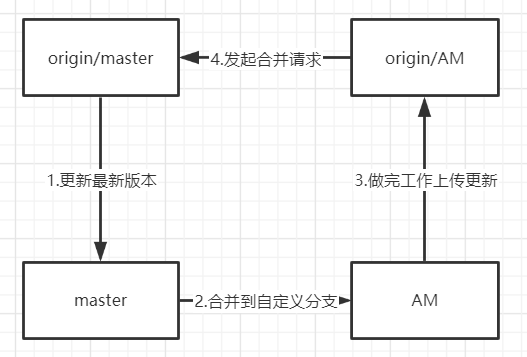 origin/master
4.发起合并请求
origin/AM
1.更新最新版本
3.做完工作上传更新
master
2.合并到自定义分支
AM